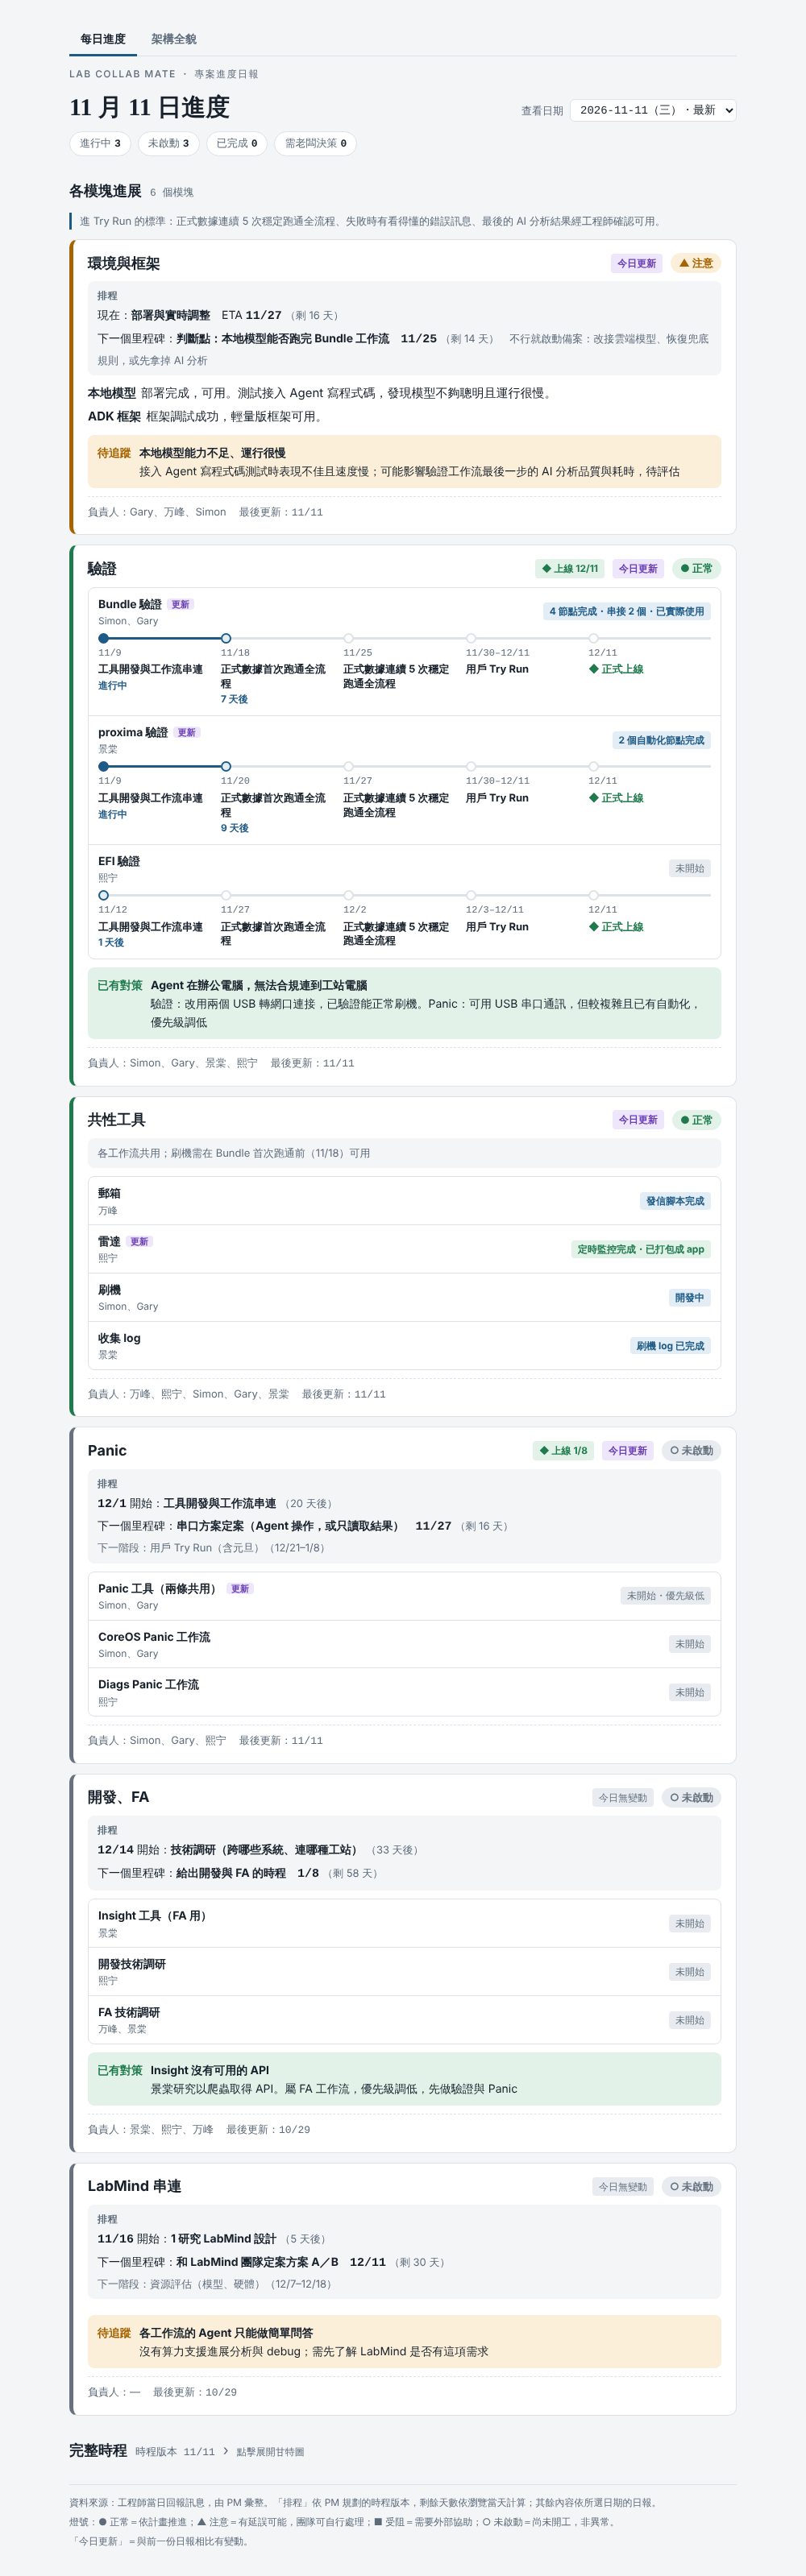 每日進度 架構全貌
LAB COLLAB MATE · 專案進度日報
11 月 11 日進度
查看日期 2026-11-11（三）・最新
進行中 3 未啟動 3 已完成 0 需老闆決策 0
各模塊進展 6 個模塊
進 Try Run 的標準：正式數據連續 5 次穩定跑通全流程、失敗時有看得懂的錯誤訊息、最後的 AI 分析結果經工程師確認可用。
環境與框架 今日更新 ▲ 注意
排程
現在：部署與實時調整 ETA 11/27（剩 16 天）
下一個里程碑：判斷點：本地模型能否跑完 Bundle 工作流 11/25（剩 14 天） 不行就啟動備案：改接雲端模型、恢復兜底
規則，或先拿掉 AI 分析
本地模型 部署完成，可用。測試接入 Agent 寫程式碼，發現模型不夠聰明且運行很慢。
ADK 框架 框架調試成功，輕量版框架可用。
待追蹤 本地模型能力不足、運行很慢
接入 Agent 寫程式碼測試時表現不佳且速度慢；可能影響驗證工作流最後一步的 AI 分析品質與耗時，待評估
負責人：Gary、万峰、Simon 最後更新：11/11
驗證 ◆ 上線 12/11 今日更新 ● 正常
Bundle 驗證 更新
Simon、Gary
4 節點完成・串接 2 個・已實際使用
11/9 11/18 11/25 11/30–12/11 12/11
工具開發與工作流串連 正式數據首次跑通全流 正式數據連續 5 次穩定 用戶 Try Run ◆ 正式上線
進行中 程 跑通全流程
7 天後
proxima 驗證 更新
景棠
2 個自動化節點完成
11/9 11/20 11/27 11/30–12/11 12/11
工具開發與工作流串連 正式數據首次跑通全流 正式數據連續 5 次穩定 用戶 Try Run ◆ 正式上線
進行中 程 跑通全流程
9 天後
EFI 驗證
熙宁
未開始
11/12 11/27 12/2 12/3–12/11 12/11
工具開發與工作流串連 正式數據首次跑通全流 正式數據連續 5 次穩定 用戶 Try Run ◆ 正式上線
1 天後 程 跑通全流程
已有對策 Agent 在辦公電腦，無法合規連到工站電腦
驗證：改用兩個 USB 轉網口連接，已驗證能正常刷機。Panic：可用 USB 串口通訊，但較複雜且已有自動化，
優先級調低
負責人：Simon、Gary、景棠、熙宁 最後更新：11/11
共性工具 今日更新 ● 正常
各工作流共用；刷機需在 Bundle 首次跑通前（11/18）可用
郵箱
万峰
發信腳本完成
雷達 更新
熙宁
定時監控完成・已打包成 app
刷機
Simon、Gary
開發中
收集 log
景棠
刷機 log 已完成
負責人：万峰、熙宁、Simon、Gary、景棠 最後更新：11/11
Panic ◆ 上線 1/8 今日更新 ○ 未啟動
排程
12/1 開始：工具開發與工作流串連（20 天後）
下一個里程碑：串口方案定案（Agent 操作，或只讀取結果） 11/27（剩 16 天）
下一階段：用戶 Try Run（含元旦）（12/21–1/8）
Panic 工具（兩條共用） 更新
Simon、Gary
未開始・優先級低
CoreOS Panic 工作流
Simon、Gary
未開始
Diags Panic 工作流
熙宁
未開始
負責人：Simon、Gary、熙宁 最後更新：11/11
開發、FA 今日無變動 ○ 未啟動
排程
12/14 開始：技術調研（跨哪些系統、連哪種工站）（33 天後）
下一個里程碑：給出開發與 FA 的時程 1/8（剩 58 天）
Insight 工具（FA 用）
景棠
未開始
開發技術調研
熙宁
未開始
FA 技術調研
万峰、景棠
未開始
已有對策 Insight 沒有可用的 API
景棠研究以爬蟲取得 API。屬 FA 工作流，優先級調低，先做驗證與 Panic
負責人：景棠、熙宁、万峰 最後更新：10/29
LabMind 串連 今日無變動 ○ 未啟動
排程
11/16 開始：1 研究 LabMind 設計（5 天後）
下一個里程碑：和 LabMind 團隊定案方案 A／B 12/11（剩 30 天）
下一階段：資源評估（模型、硬體）（12/7–12/18）
待追蹤 各工作流的 Agent 只能做簡單問答
沒有算力支援進展分析與 debug；需先了解 LabMind 是否有這項需求
負責人：— 最後更新：10/29
完整時程 時程版本 11/11 › 點擊展開甘特圖
資料來源：工程師當日回報訊息，由 PM 彙整。「排程」依 PM 規劃的時程版本，剩餘天數依瀏覽當天計算；其餘內容依所選日期的日報。
燈號：● 正常＝依計畫推進；▲ 注意＝有延誤可能，團隊可自行處理；■ 受阻＝需要外部協助；○ 未啟動＝尚未開工，非異常。
「今日更新」＝與前一份日報相比有變動。